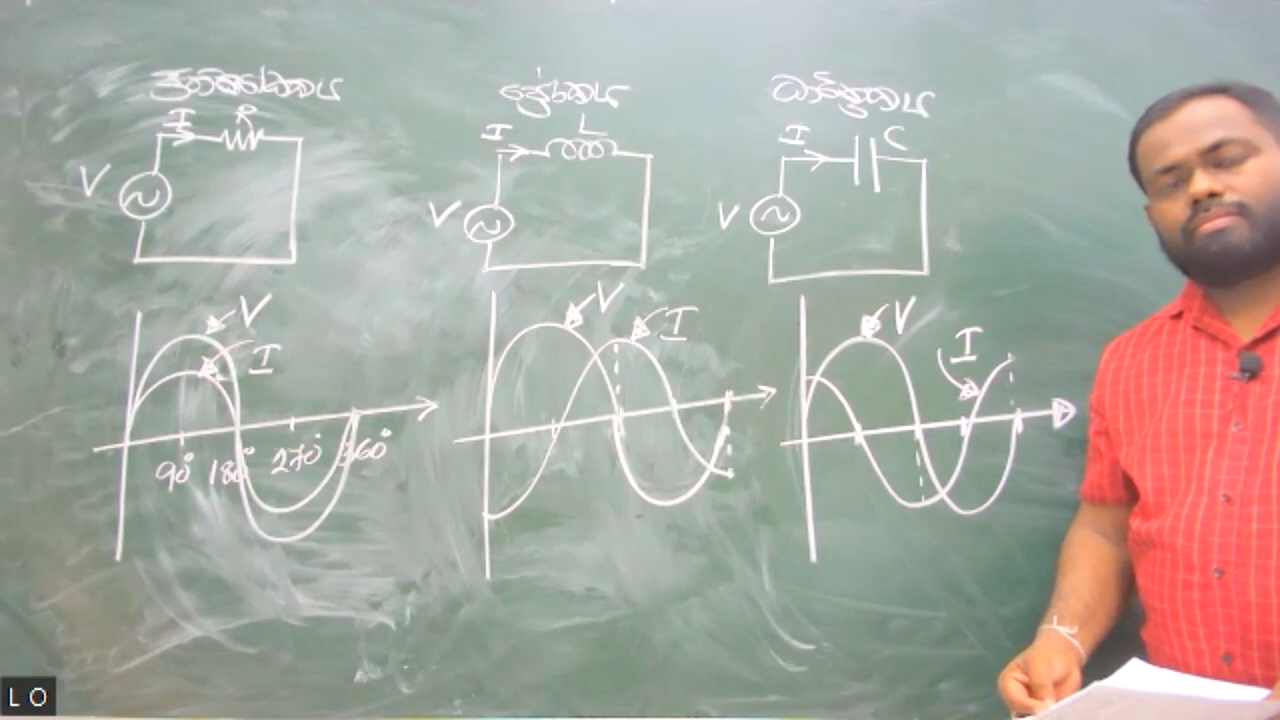 ප්‍රතිරෝධකය
I R
V
V
I
90° 180° 270° 360°
ප්‍රේරකය
I L
V
V
I
ධාරිත්‍රකය
I C
V
V
I
L O